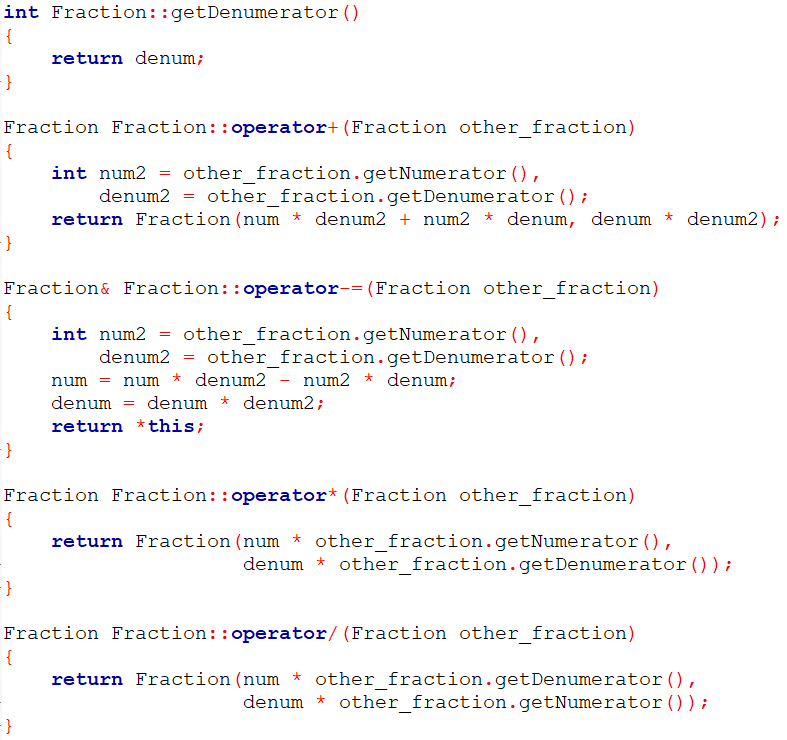 int Fraction::getDenumerator()
{
    return denum;
}

Fraction Fraction::operator+(Fraction other_fraction)
{
    int num2 = other_fraction.getNumerator(),
        denum2 = other_fraction.getDenumerator();
    return Fraction(num * denum2 + num2 * denum, denum * denum2);
}

Fraction& Fraction::operator-=(Fraction other_fraction)
{
    int num2 = other_fraction.getNumerator(),
        denum2 = other_fraction.getDenumerator();
    num = num * denum2 - num2 * denum;
    denum = denum * denum2;
    return *this;
}

Fraction Fraction::operator*(Fraction other_fraction)
{
    return Fraction(num * other_fraction.getNumerator(),
                    denum * other_fraction.getDenumerator());
}

Fraction Fraction::operator/(Fraction other_fraction)
{
    return Fraction(num * other_fraction.getDenumerator(),
                    denum * other_fraction.getNumerator());
}